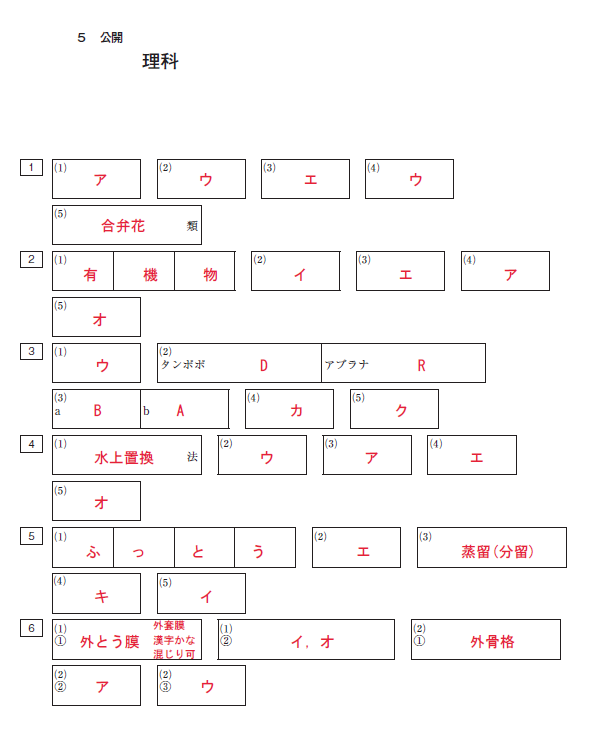 5 公開
理科
1 (1) ア (2) ウ (3) エ (4) ウ
(5) 合弁花 類
2 (1) 有 機 物 (2) イ (3) エ (4) ア
(5) オ
3 (1) ウ (2) タンポポ D アブラナ R
(3) a B b A (4) カ (5) ク
4 (1) 水上置換 法 (2) ウ (3) ア (4) エ
(5) オ
5 (1) ふ っ と う (2) エ (3) 蒸留(分留)
(4) キ (5) イ
6 (1) ① 外とう膜 外套膜 漢字かな 混じり可 (1) ② イ, オ (2) ① 外骨格
(2) ② ア (2) ③ ウ